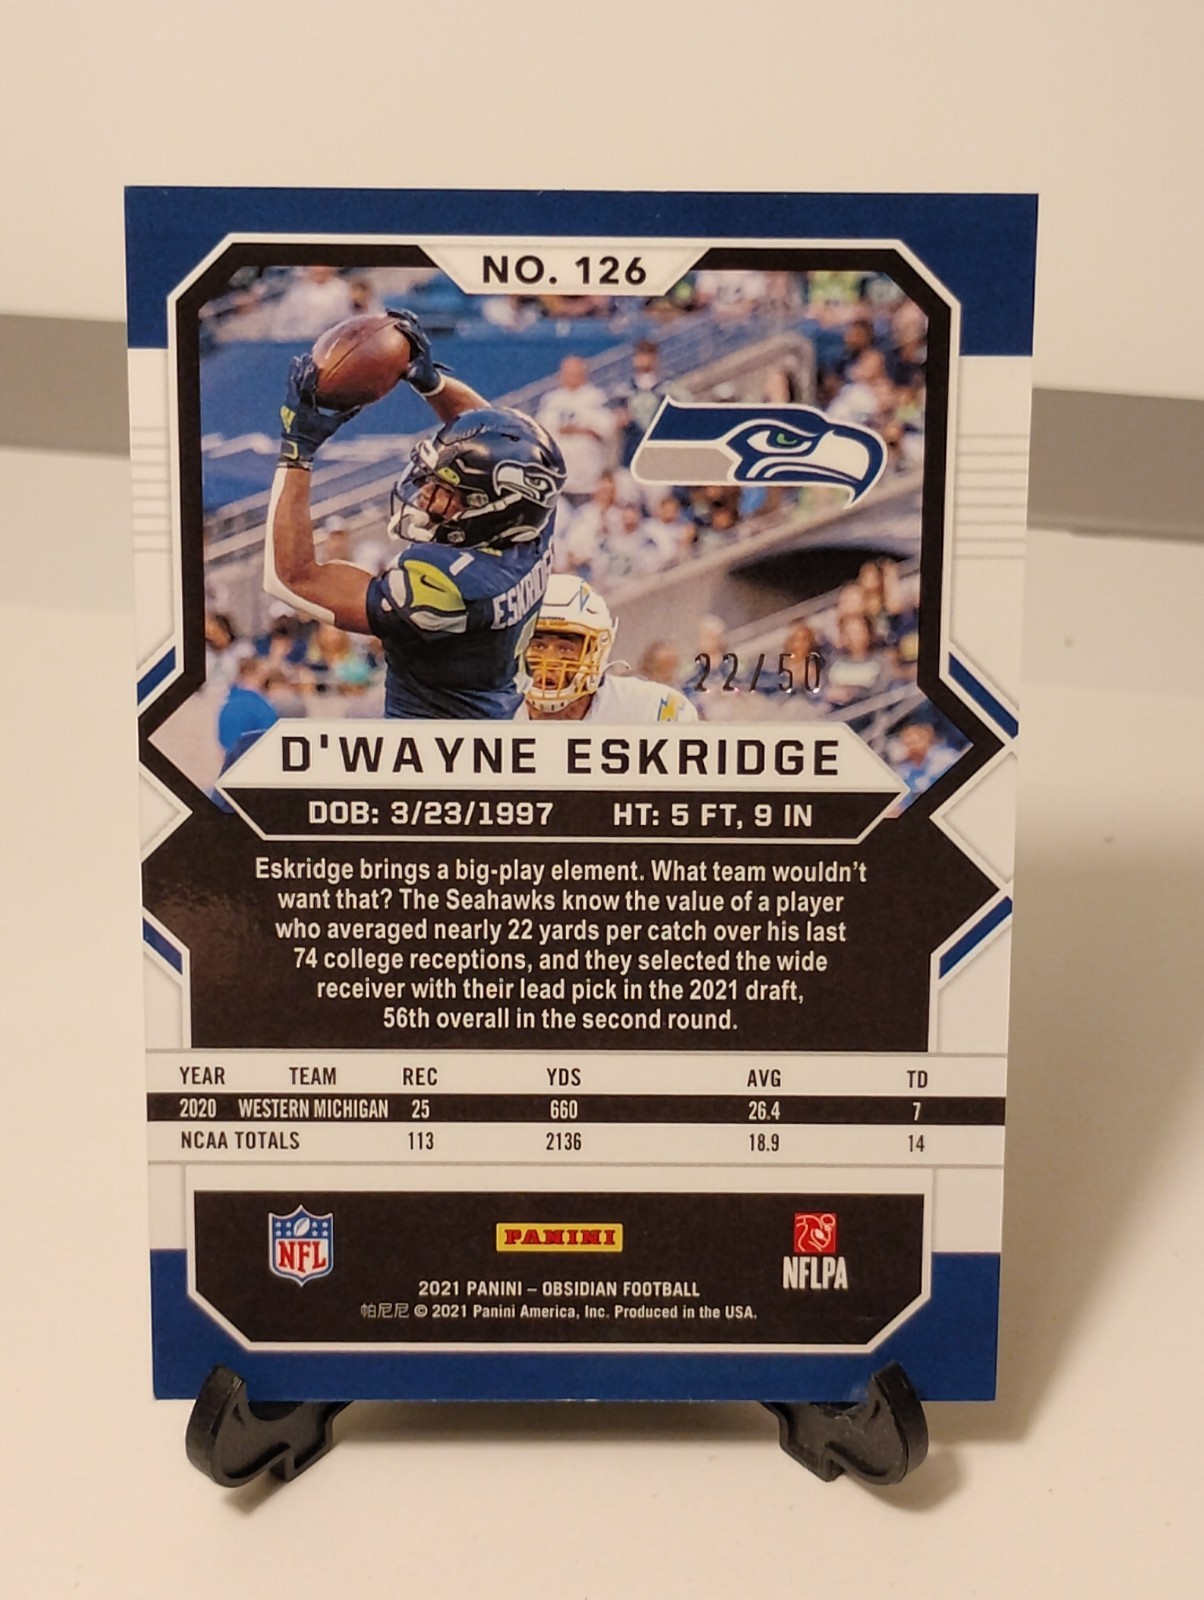 NO. 126
1
ESKRIDGE
22/50
D'WAYNE ESKRIDGE
DOB: 3/23/1997 HT: 5 FT, 9 IN
Eskridge brings a big-play element. What team wouldn't
want that? The Seahawks know the value of a player
who averaged nearly 22 yards per catch over his last
74 college receptions, and they selected the wide
receiver with their lead pick in the 2021 draft,
56th overall in the second round.
YEAR TEAM REC YDS AVG TD
2020 WESTERN MICHIGAN 25 660 26.4 7
NCAA TOTALS 113 2136 18.9 14
NFL
PANINI
NFLPA
2021 PANINI – OBSIDIAN FOOTBALL
帕尼尼 © 2021 Panini America, Inc. Produced in the USA.